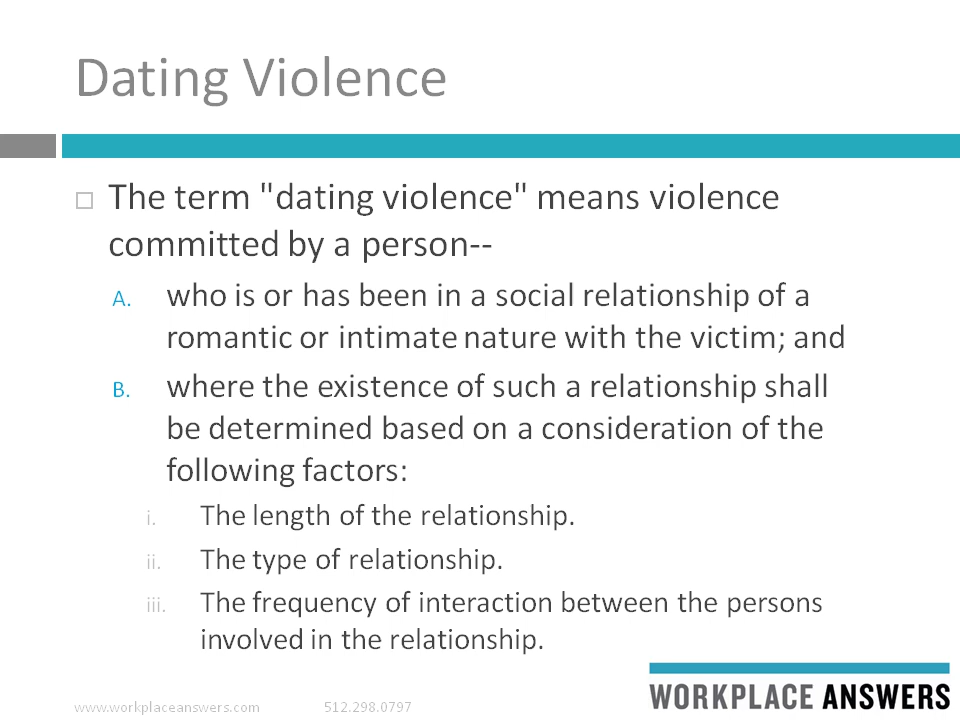 Dating Violence
□ The term "dating violence" means violence
committed by a person--
A. who is or has been in a social relationship of a
romantic or intimate nature with the victim; and
B. where the existence of such a relationship shall
be determined based on a consideration of the
following factors:
i. The length of the relationship.
ii. The type of relationship.
iii. The frequency of interaction between the persons
involved in the relationship.
www.workplaceanswers.com 512.298.0797
WORKPLACE ANSWERS